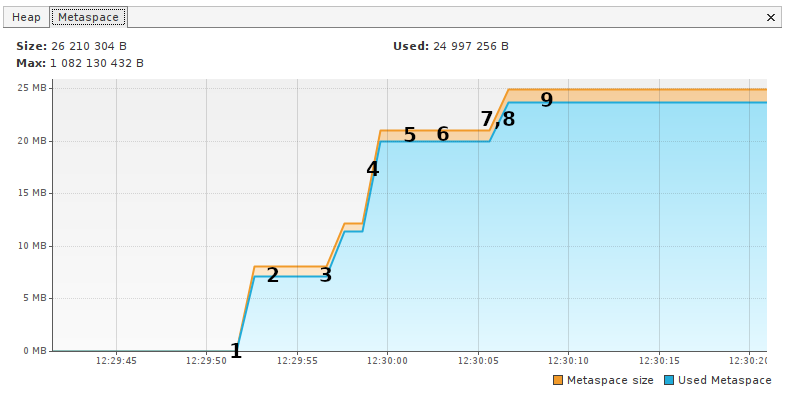 Heap Metaspace ×
Size: 26 210 304 B Used: 24 997 256 B
Max: 1 082 130 432 B
25 MB
20 MB
15 MB
10 MB
5 MB
0 MB
1
2
3
4
5
6
7,8
9
12:29:45 12:29:50 12:29:55 12:30:00 12:30:05 12:30:10 12:30:15 12:30:20
Metaspace size Used Metaspace